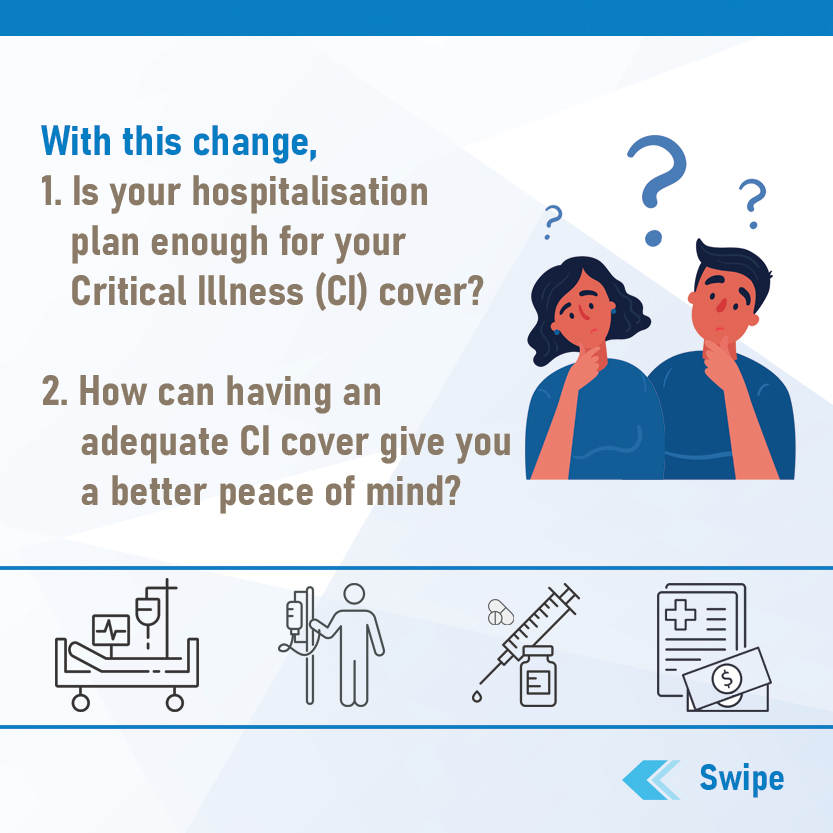 With this change,
1. Is your hospitalisation
plan enough for your
Critical Illness (CI) cover?
2. How can having an
adequate CI cover give you
a better peace of mind?
? ? ?
$
Swipe